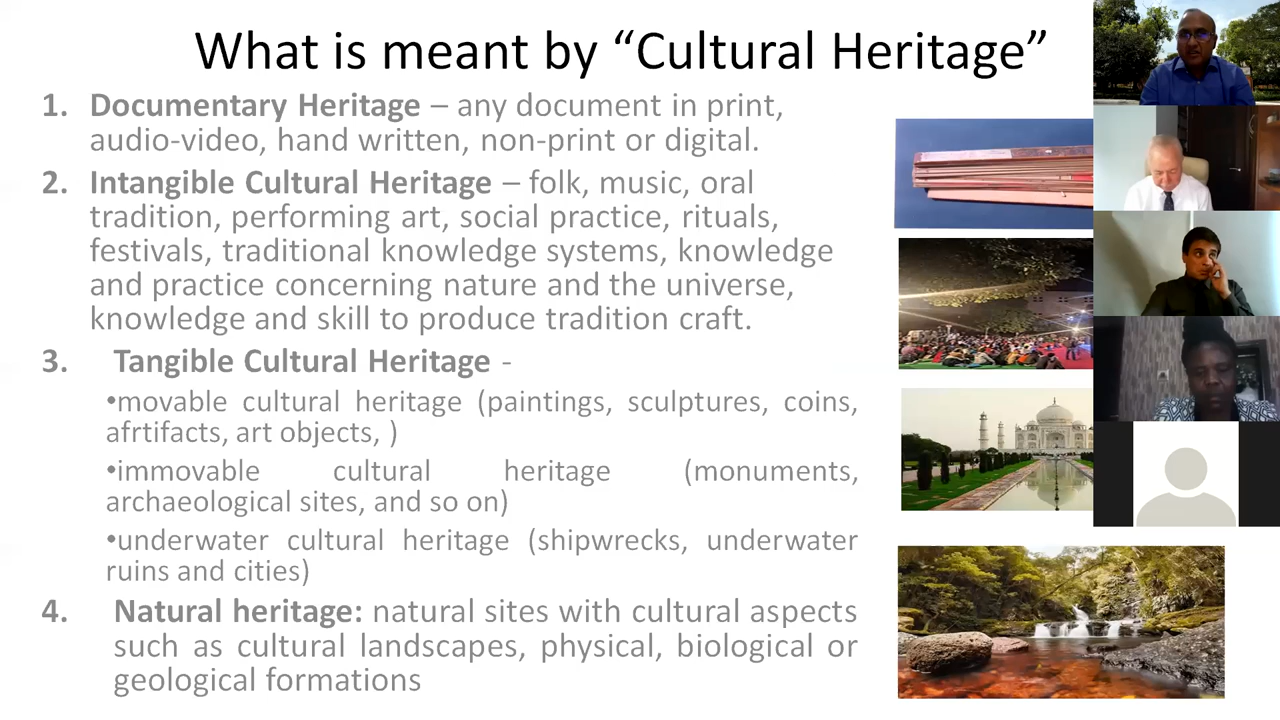 What is meant by “Cultural Heritage”
1. Documentary Heritage – any document in print,
audio-video, hand written, non-print or digital.
2. Intangible Cultural Heritage – folk, music, oral
tradition, performing art, social practice, rituals,
festivals, traditional knowledge systems, knowledge
and practice concerning nature and the universe,
knowledge and skill to produce tradition craft.
3. Tangible Cultural Heritage -
•movable cultural heritage (paintings, sculptures, coins,
afrtifacts, art objects, )
•immovable cultural heritage (monuments,
archaeological sites, and so on)
•underwater cultural heritage (shipwrecks, underwater
ruins and cities)
4. Natural heritage: natural sites with cultural aspects
such as cultural landscapes, physical, biological or
geological formations